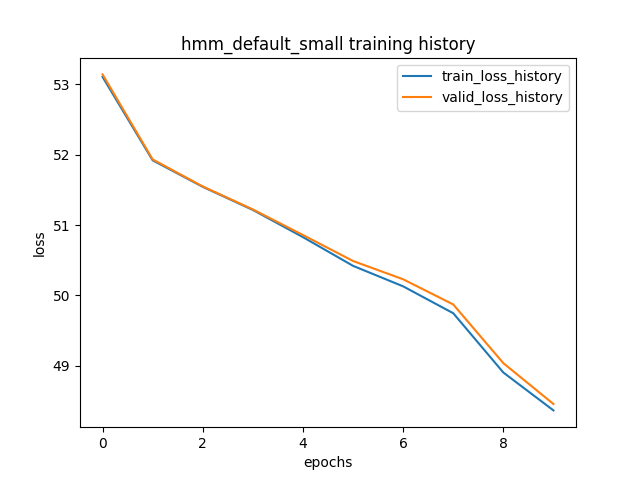 hmm_default_small training history
train_loss_history
valid_loss_history
53
52
51
50
49
loss
0 2 4 6 8
epochs